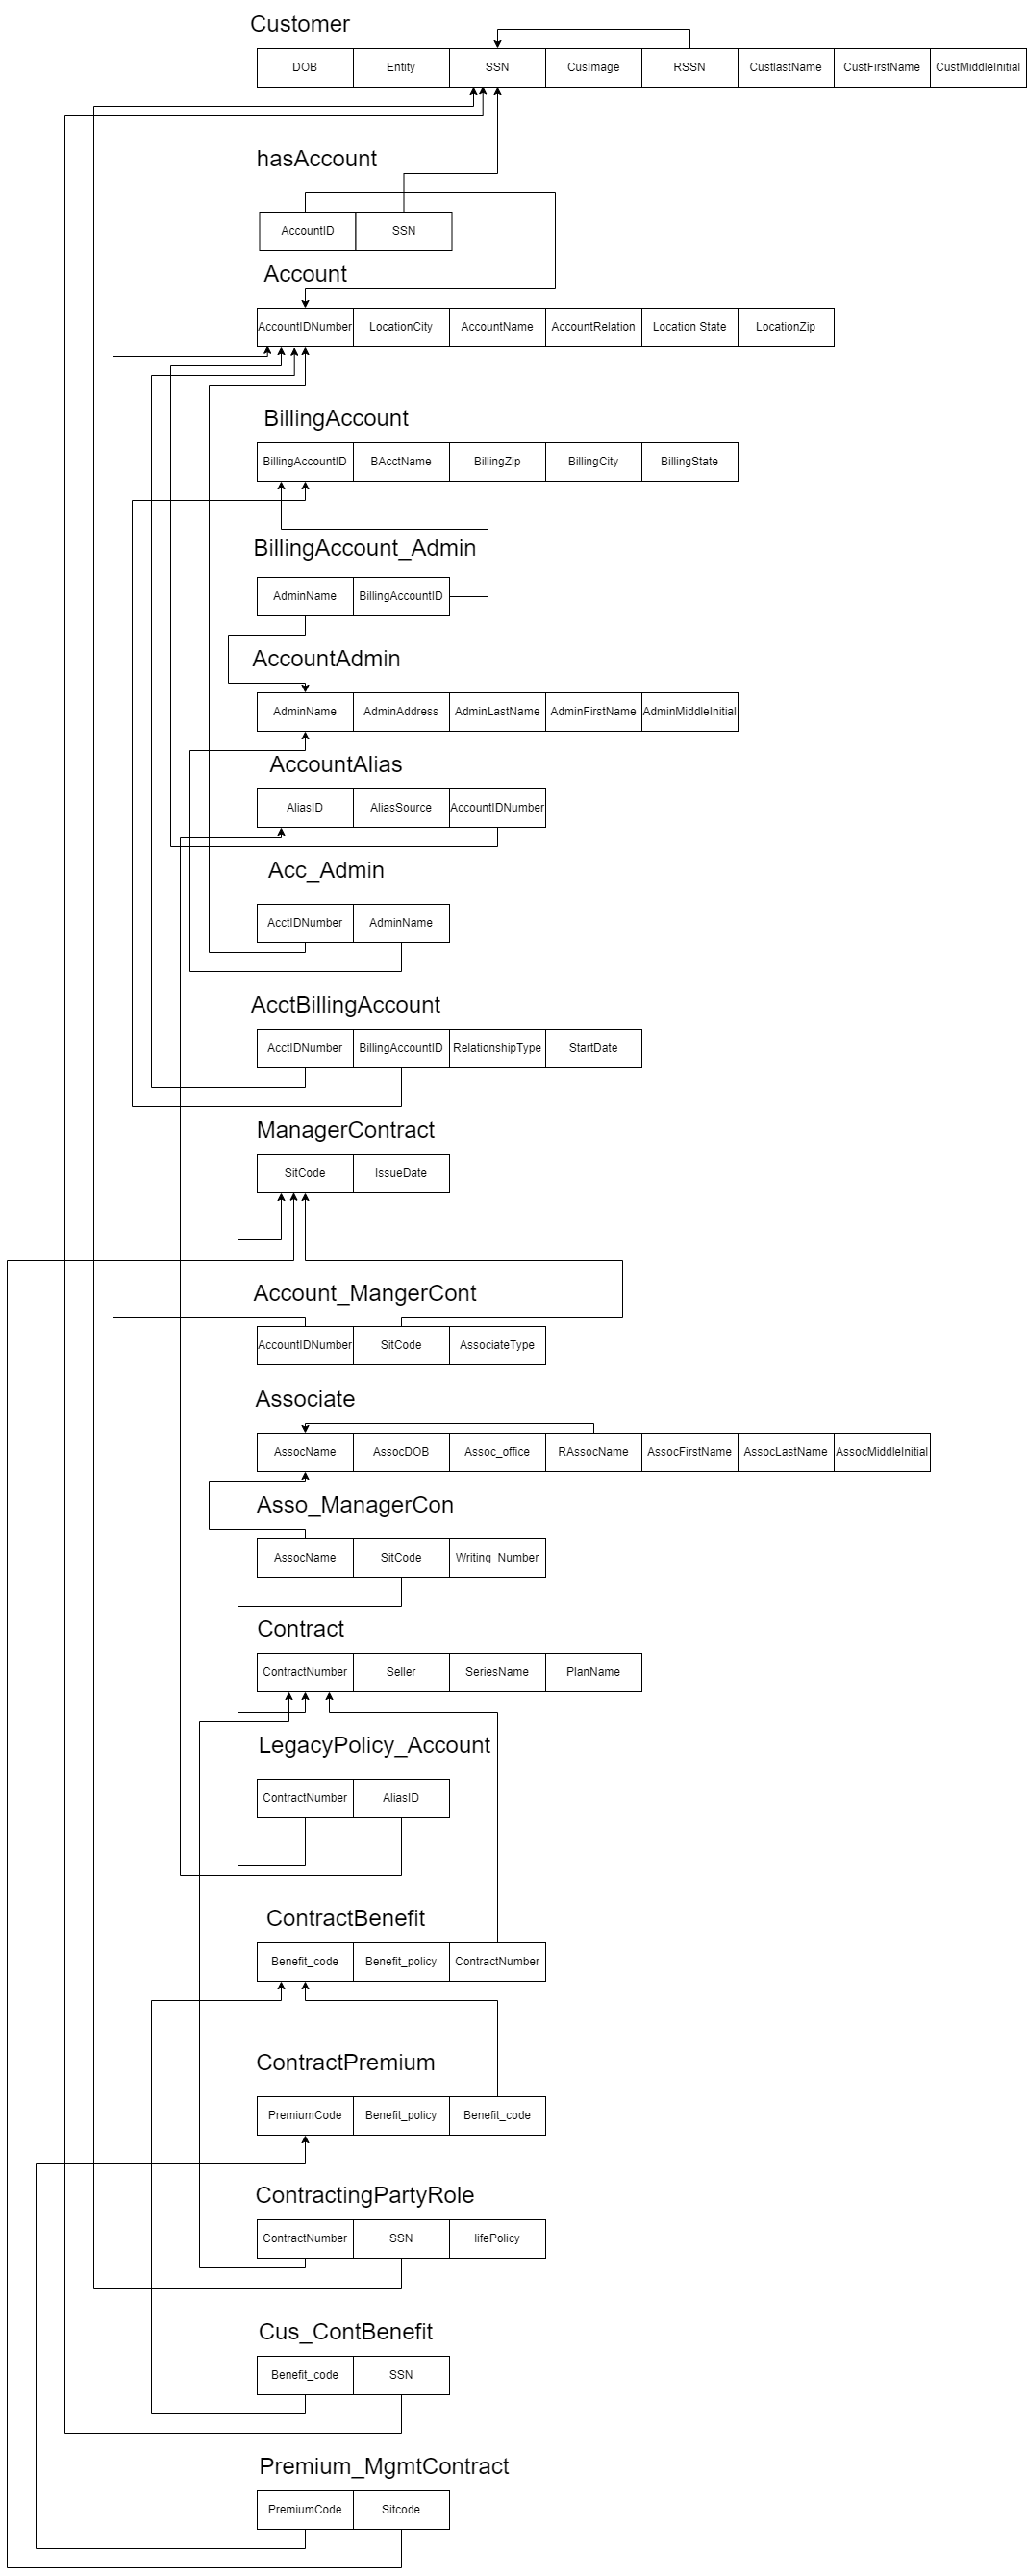 Customer
DOB Entity SSN CusImage RSSN CustlastName CustFirstName CustMiddleInitial
hasAccount
AccountID SSN
Account
AccountIDNumber LocationCity AccountName AccountRelation Location State LocationZip
BillingAccount
BillingAccountID BAcctName BillingZip BillingCity BillingState
BillingAccount_Admin
AdminName BillingAccountID
AccountAdmin
AdminName AdminAddress AdminLastName AdminFirstName AdminMiddleInitial
AccountAlias
AliasID AliasSource AccountIDNumber
Acc_Admin
AcctIDNumber AdminName
AcctBillingAccount
AcctIDNumber BillingAccountID RelationshipType StartDate
ManagerContract
SitCode IssueDate
Account_MangerCont
AccountIDNumber SitCode AssociateType
Associate
AssocName AssocDOB Assoc_office RAssocName AssocFirstName AssocLastName AssocMiddleInitial
Asso_ManagerCon
AssocName SitCode Writing_Number
Contract
ContractNumber Seller SeriesName PlanName
LegacyPolicy_Account
ContractNumber AliasID
ContractBenefit
Benefit_code Benefit_policy ContractNumber
ContractPremium
PremiumCode Benefit_policy Benefit_code
ContractingPartyRole
ContractNumber SSN lifePolicy
Cus_ContBenefit
Benefit_code SSN
Premium_MgmtContract
PremiumCode Sitcode